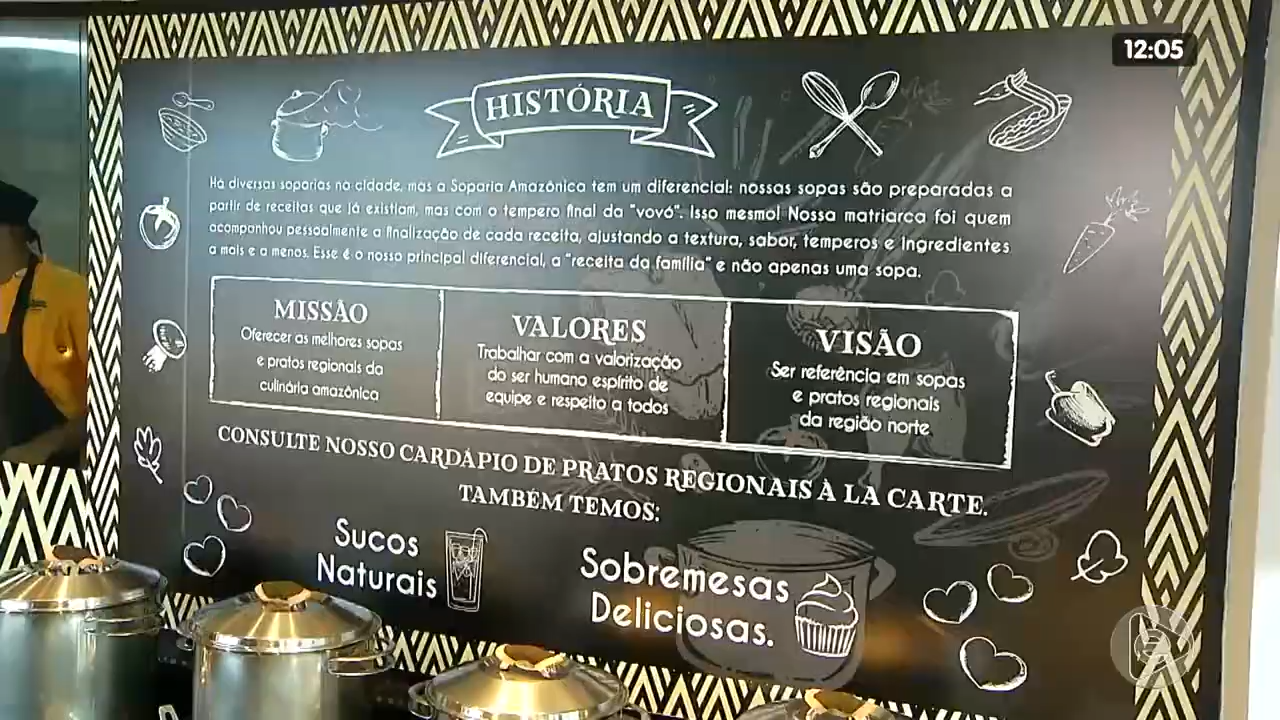 12:05
HISTÓRIA
Há diversas soparias na cidade, mas a Soparia Amazônica tem um diferencial: nossas sopas são preparadas a
partir de receitas que já existiam, mas com o tempero final da "vovó". Isso mesmo! Nossa matriarca foi quem
acompanhou pessoalmente a finalização de cada receita, ajustando a textura, sabor, temperos e ingredientes
a mais e a menos. Esse é o nosso principal diferencial, a "receita da família" e não apenas uma sopa.
MISSÃO
Oferecer as melhores sopas
e pratos regionais da
culinária amazônica
VALORES
Trabalhar com a valorização
do ser humano espírito de
equipe e respeito a todos
VISÃO
Ser referência em sopas
e pratos regionais
da região norte
CONSULTE NOSSO CARDÁPIO DE PRATOS REGIONAIS À LA CARTE.
TAMBÉM TEMOS:
Sucos
Naturais
Sobremesas
Deliciosas.